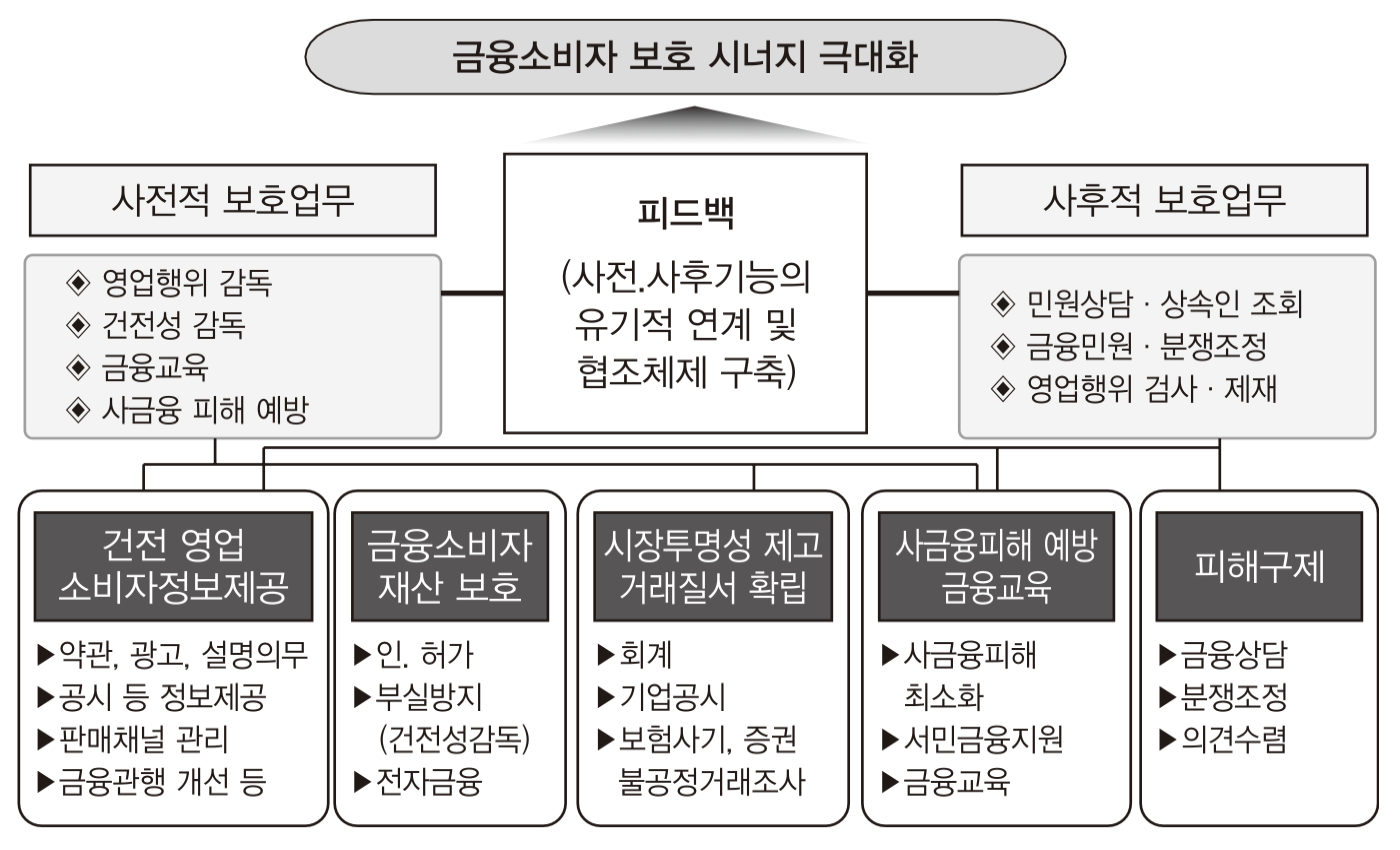 금융소비자 보호 시너지 극대화
사전적 보호업무
◈ 영업행위 감독
◈ 건전성 감독
◈ 금융교육
◈ 사금융 피해 예방
피드백
(사전.사후기능의
유기적 연계 및
협조체제 구축)
사후적 보호업무
◈ 민원상담 · 상속인 조회
◈ 금융민원 · 분쟁조정
◈ 영업행위 검사 · 제재
건전 영업
소비자정보제공
▶약관, 광고, 설명의무
▶공시 등 정보제공
▶판매채널 관리
▶금융관행 개선 등
금융소비자
재산 보호
▶인. 허가
▶부실방지
(건전성감독)
▶전자금융
시장투명성 제고
거래질서 확립
▶회계
▶기업공시
▶보험사기, 증권
불공정거래조사
사금융피해 예방
금융교육
▶사금융피해
최소화
▶서민금융지원
▶금융교육
피해구제
▶금융상담
▶분쟁조정
▶의견수렴